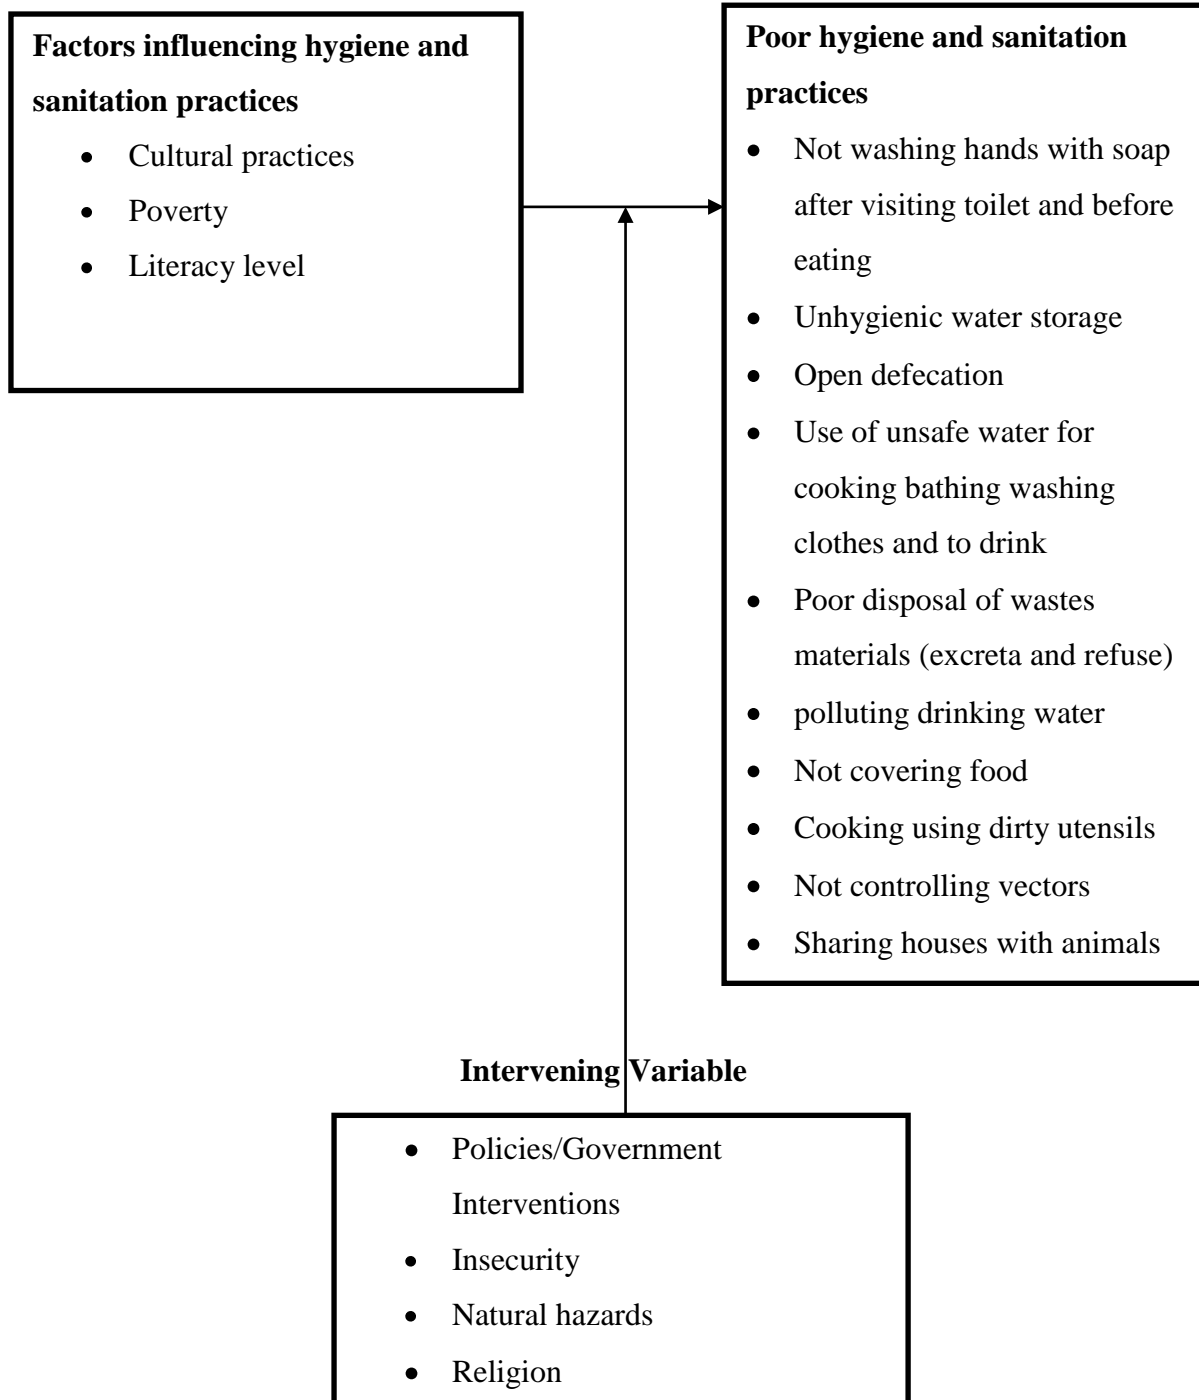 Factors influencing hygiene and
sanitation practices
• Cultural practices
• Poverty
• Literacy level
Poor hygiene and sanitation
practices
• Not washing hands with soap
after visiting toilet and before
eating
• Unhygienic water storage
• Open defecation
• Use of unsafe water for
cooking bathing washing
clothes and to drink
• Poor disposal of wastes
materials (excreta and refuse)
• polluting drinking water
• Not covering food
• Cooking using dirty utensils
• Not controlling vectors
• Sharing houses with animals
Intervening Variable
• Policies/Government
Interventions
• Insecurity
• Natural hazards
• Religion